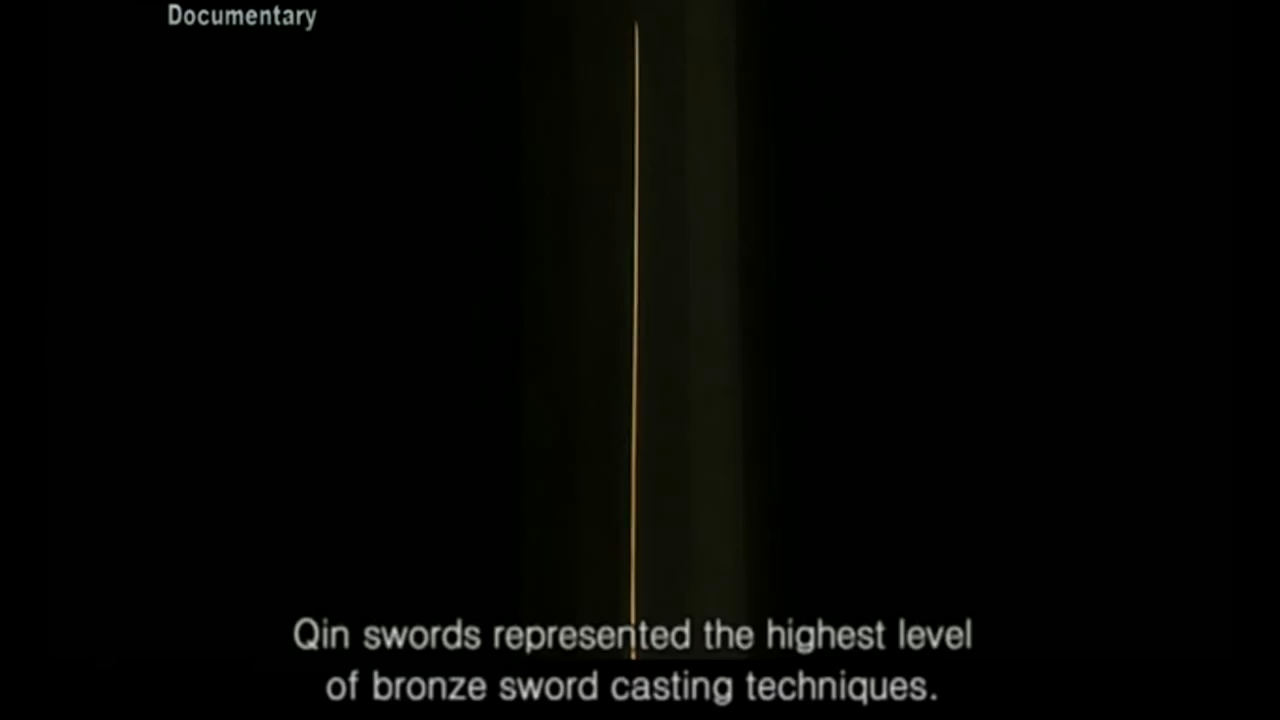 Documentary
Qin swords represented the highest level
of bronze sword casting techniques.